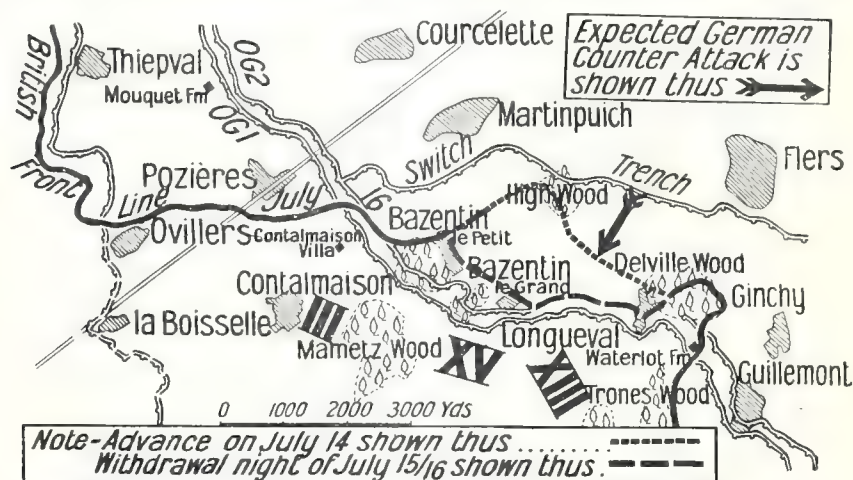 British
Front
Line
July
16
Thiepval
Mouquet Fm
OG2
OG1
Courcelette
Expected German
Counter Attack is
shown thus
Martinpuich
Switch
Trench
Flers
Pozières
High Wood
Ovillers
Contalmaison
Villa
Bazentin
le Petit
Bazentin
le Grand
Delville Wood
Ginchy
Contalmaison
III
la Boisselle
Mametz Wood
XV
Longueval
XIII
Waterlot Fm
Trones Wood
Guillemont
0 1000 2000 3000 Yds
Note-Advance on July 14 shown thus ........
Withdrawal night of July 15/16 shown thus .